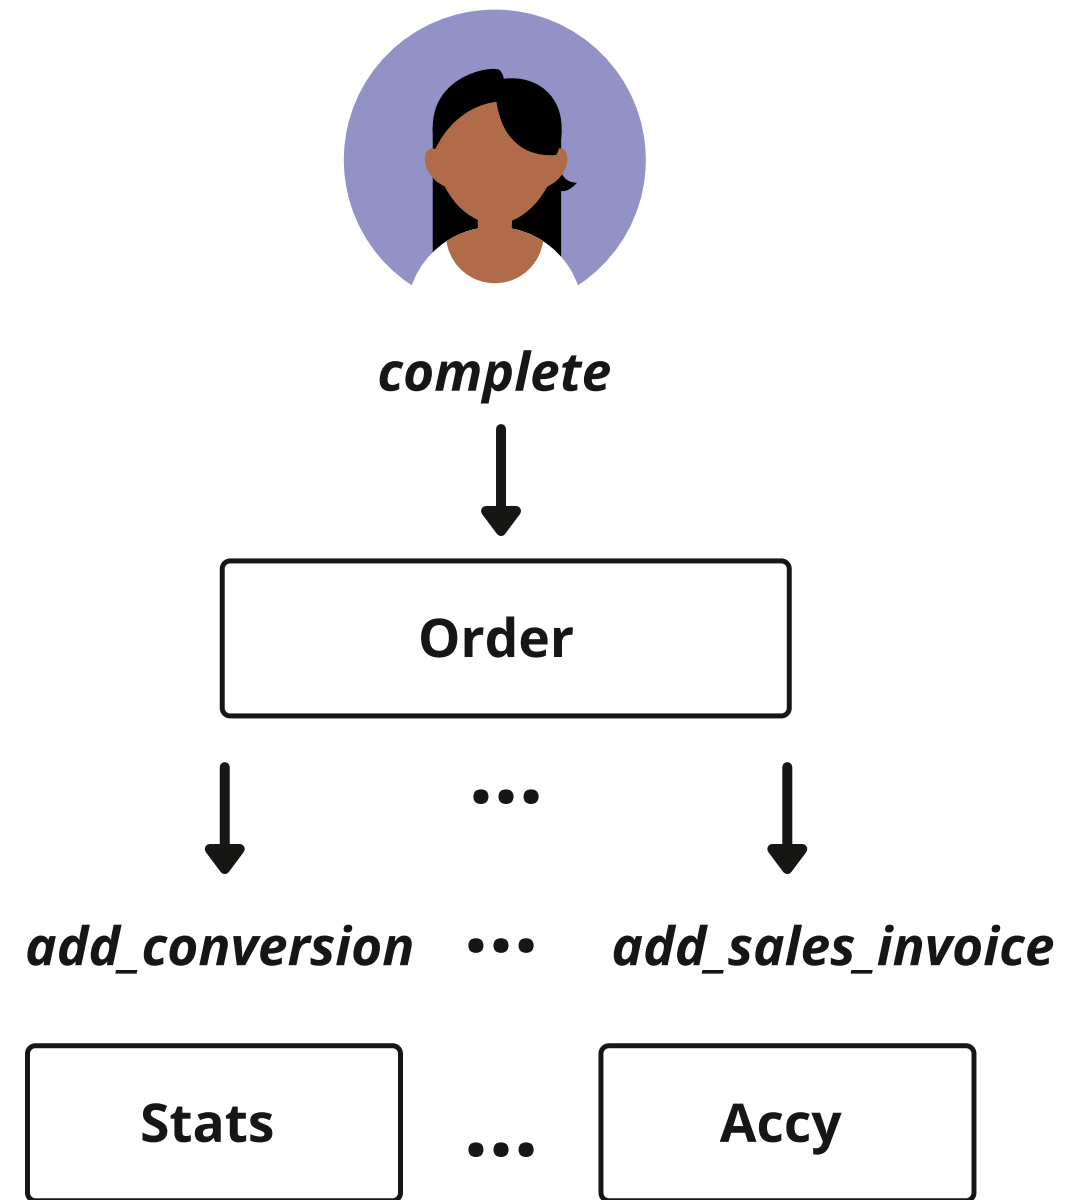 complete
Order
...
add_conversion ... add_sales_invoice
Stats ... Accy